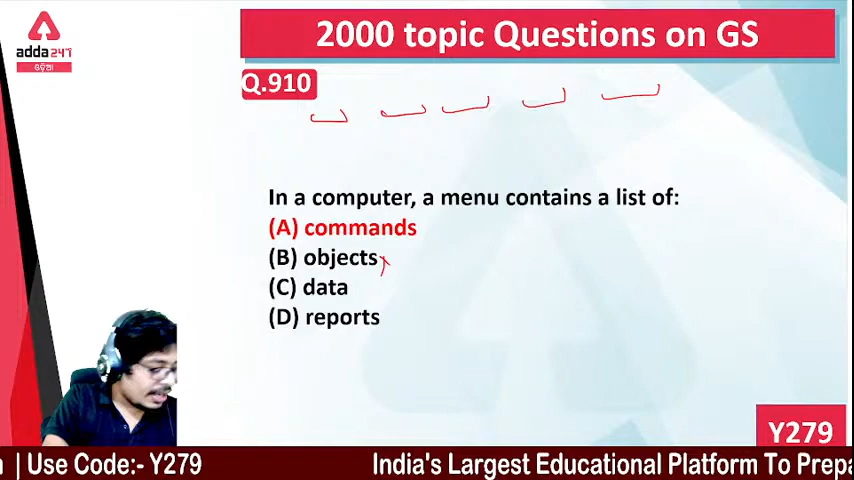 2000 topic Questions on GS
adda247
ଓଡ଼ିଆ
Q.910
In a computer, a menu contains a list of:
(A) commands
(B) objects
(C) data
(D) reports
Y279
| Use Code:- Y279
India's Largest Educational Platform To Prepa